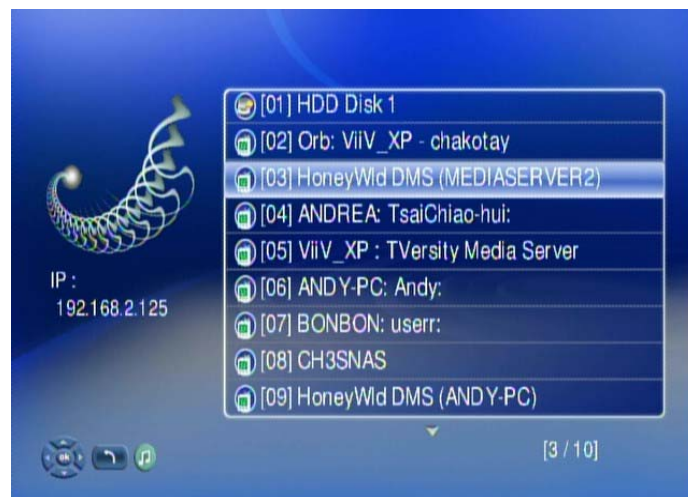 [01] HDD Disk 1
[02] Orb: ViiV_XP - chakotay
[03] HoneyWld DMS (MEDIASERVER2)
[04] ANDREA: TsaiChiao-hui:
[05] ViiV_XP : TVersity Media Server
[06] ANDY-PC: Andy:
[07] BONBON: userr:
[08] CH3SNAS
[09] HoneyWld DMS (ANDY-PC)
IP :
192.168.2.125
ok
[3 / 10]